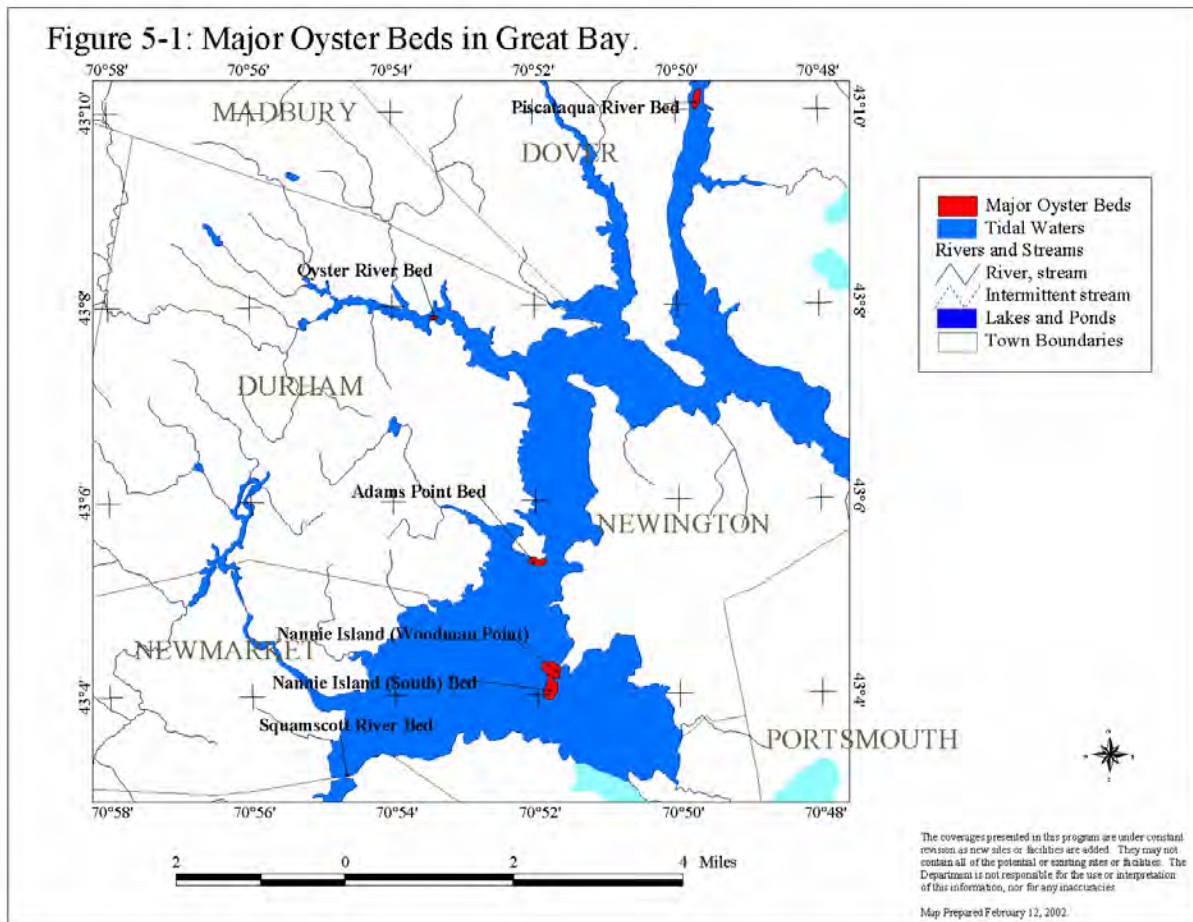 Figure 5-1: Major Oyster Beds in Great Bay.
70°58' 70°56' 70°54' 70°52' 70°50' 70°48'
43°10' 43°10'
MADBURY
Piscataqua River Bed
DOVER
Major Oyster Beds
Tidal Waters
Rivers and Streams
River, stream
Intermittent stream
Lakes and Ponds
Town Boundaries
Oyster River Bed
43°8' 43°8'
DURHAM
Adams Point Bed
43°6' 43°6'
NEWINGTON
Nannie Island (Woodman Point)
NEWMARKET
Nannie Island (South) Bed
43°4' 43°4'
Squamscott River Bed
PORTSMOUTH
70°58' 70°56' 70°54' 70°52' 70°50' 70°48'
2 0 2 4 Miles
The coverages presented in this program are under constant
revision as new sites or facilities are added. They may not
contain all of the potential or existing sites or facilities. The
Department is not responsible for the use or interpretation
of this information, nor for any inaccuracies.
Map Prepared February 12, 2002.